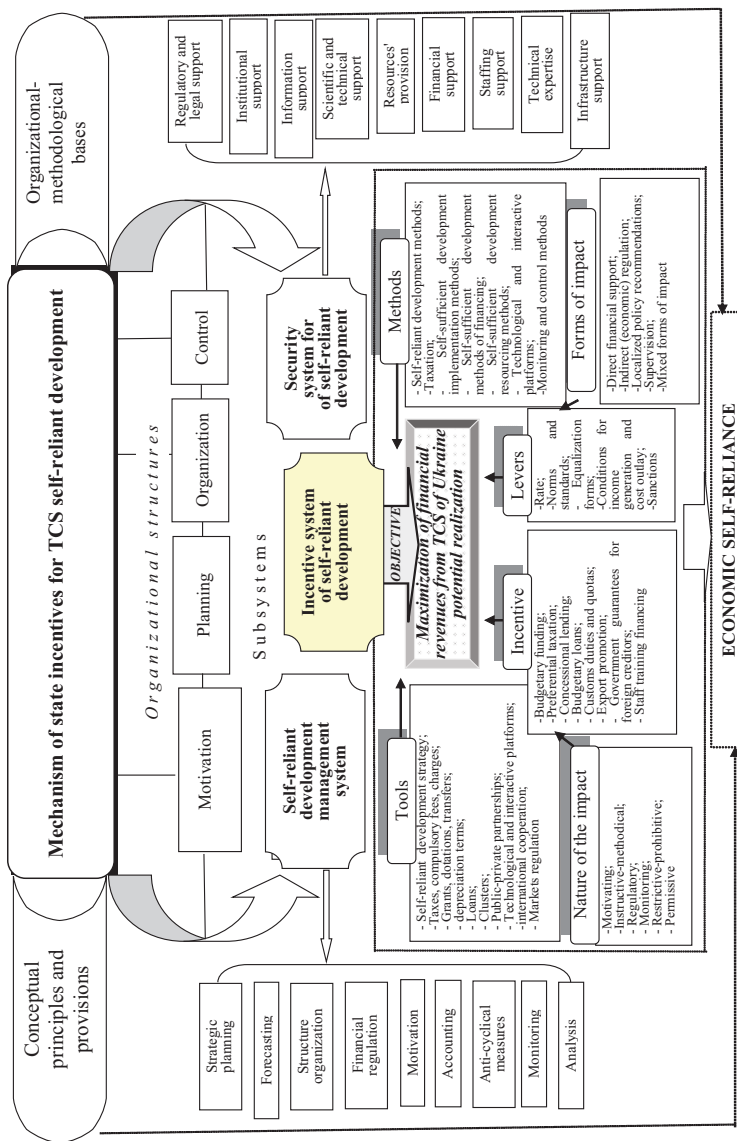 Conceptual
principles and
provisions
Mechanism of state incentives for TCS self-reliant development
Organizational-
methodological
bases
Organizational structures
Motivation
Planning
Organization
Control
Subsystems
Self-reliant
development
management
system
Incentive system
of self-reliant
development
Security
system for
of self-reliant
development
Strategic
planning
Forecasting
Structure
organization
Financial
regulation
Motivation
Accounting
Anti-cyclical
measures
Monitoring
Analysis
Regulatory and
legal support
Institutional
support
Information
support
Scientific and
technical
support
Resources'
provision
Financial
support
Staffing
support
Technical
expertise
Infrastructure
support
OBJECTIVE
Maximization of financial
revenues from TCS of Ukraine
potential realization
Tools
- Self-reliant development strategy;
-Taxes, compulsory fees, charges;
- Grants, dotations, transfers;
- depreciation terms;
- Loans;
- Clusters;
- Public-private partnerships;
- Technological and interactive platforms;
-international cooperation;
- Markets regulation
Methods
- Self-reliant development methods;
-Taxation;
- Self-sufficient development
implementation methods;
- Self-sufficient development
methods of financing;
- Self-sufficient development
resourcing methods;
- Technological and interactive
platforms;
-Monitoring and control methods
Incentive
-Budgetary funding;
-Preferential taxation;
- Concessional lending;
- Budgetary loans;
- Customs duties and quotas;
- Export promotion;
- Government guarantees for
foreign creditors;
- Staff training financing
Levers
-Rate;
-Norms and
standards;
- Equalization
forms;
-Conditions for
income
generation and
cost outlay;
-Sanctions
Nature of the impact
-Motivating;
-Instructive-methodical;
- Regulatory;
- Monitoring;
- Restrictive-prohibitive;
- Permissive
Forms of impact
-Direct financial support;
-Indirect (economic) regulation;
-Localized policy recommendations;
-Supervision;
-Mixed forms of impact
ECONOMIC SELF-RELIANCE